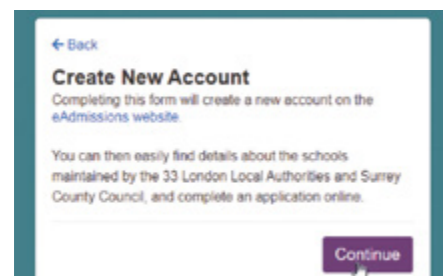 ← Back
Create New Account
Completing this form will create a new account on the
eAdmissions website.
You can then easily find details about the schools
maintained by the 33 London Local Authorities and Surrey
County Council, and complete an application online.
Continue